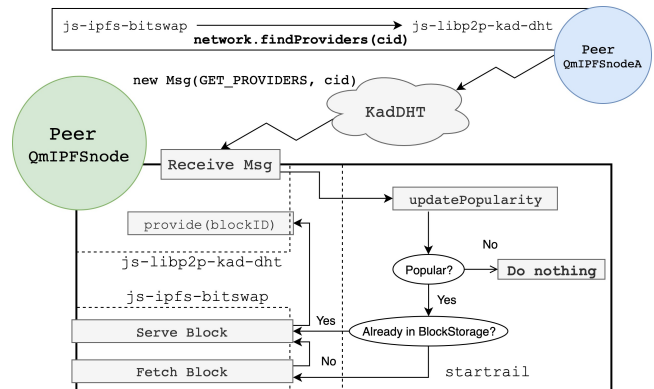 js-ipfs-bitswap
js-libp2p-kad-dht
network.findProviders(cid)
Peer
QmIPFSnodeA
new Msg(GET_PROVIDERS, cid)
KadDHT
Peer
QmIPFSnode
Receive Msg
updatePopularity
provide(blockID)
js-libp2p-kad-dht
No
Popular?
Do nothing
Yes
js-ipfs-bitswap
Yes
Serve Block
Already in BlockStorage?
No
Fetch Block
startrail